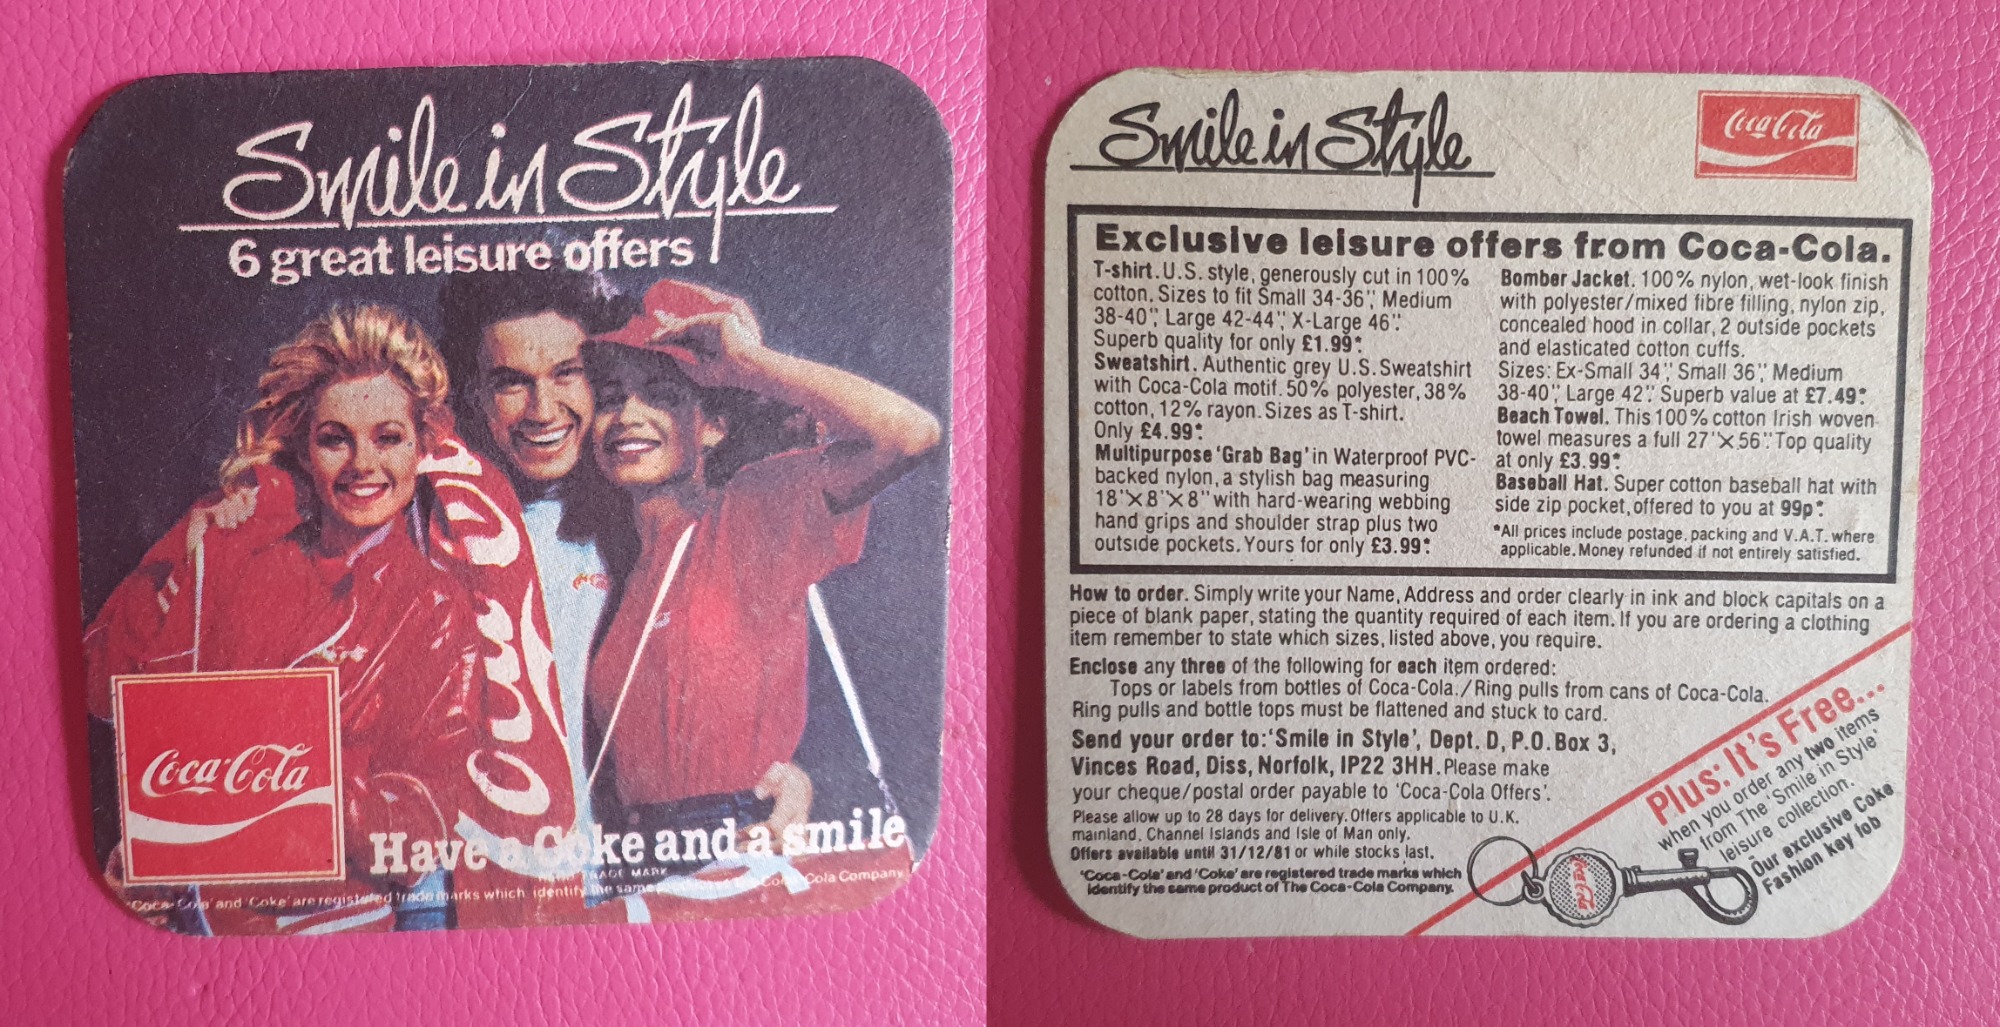 Smile in Style
6 great leisure offers
Coca-Cola
Coke
Have a Coke and a smile
TRADE MARK
'Coca-Cola' and 'Coke' are registered trade marks which identify the same product of The Coca-Cola Company.
Smile in Style
Coca-Cola
Exclusive leisure offers from Coca-Cola.
T-shirt. U.S. style, generously cut in 100%
cotton. Sizes to fit Small 34-36", Medium
38-40", Large 42-44", X-Large 46".
Superb quality for only £1.99*.
Sweatshirt. Authentic grey U.S. Sweatshirt
with Coca-Cola motif. 50% polyester, 38%
cotton, 12% rayon. Sizes as T-shirt.
Only £4.99*.
Multipurpose 'Grab Bag' in Waterproof PVC-
backed nylon, a stylish bag measuring
18"×8"×8" with hard-wearing webbing
hand grips and shoulder strap plus two
outside pockets. Yours for only £3.99*.
Bomber Jacket. 100% nylon, wet-look finish
with polyester/mixed fibre filling, nylon zip,
concealed hood in collar, 2 outside pockets
and elasticated cotton cuffs.
Sizes: Ex-Small 34", Small 36", Medium
38-40", Large 42". Superb value at £7.49*.
Beach Towel. This 100% cotton Irish woven
towel measures a full 27"×56". Top quality
at only £3.99*.
Baseball Hat. Super cotton baseball hat with
side zip pocket, offered to you at 99p*.
*All prices include postage, packing and V.A.T. where
applicable. Money refunded if not entirely satisfied.
How to order. Simply write your Name, Address and order clearly in ink and block capitals on a
piece of blank paper, stating the quantity required of each item. If you are ordering a clothing
item remember to state which sizes, listed above, you require.
Enclose any three of the following for each item ordered:
Tops or labels from bottles of Coca-Cola./Ring pulls from cans of Coca-Cola.
Ring pulls and bottle tops must be flattened and stuck to card.
Send your order to: 'Smile in Style', Dept. D, P.O. Box 3,
Vinces Road, Diss, Norfolk, IP22 3HH. Please make
your cheque/postal order payable to 'Coca-Cola Offers'.
Please allow up to 28 days for delivery. Offers applicable to U.K.
mainland, Channel Islands and Isle of Man only.
Offers available until 31/12/81 or while stocks last.
'Coca-Cola' and 'Coke' are registered trade marks which
identify the same product of The Coca-Cola Company.
Plus: It's Free...
when you order any two items
from The 'Smile in Style'
leisure collection.
Our exclusive Coke
Fashion key fob
Coca-Cola